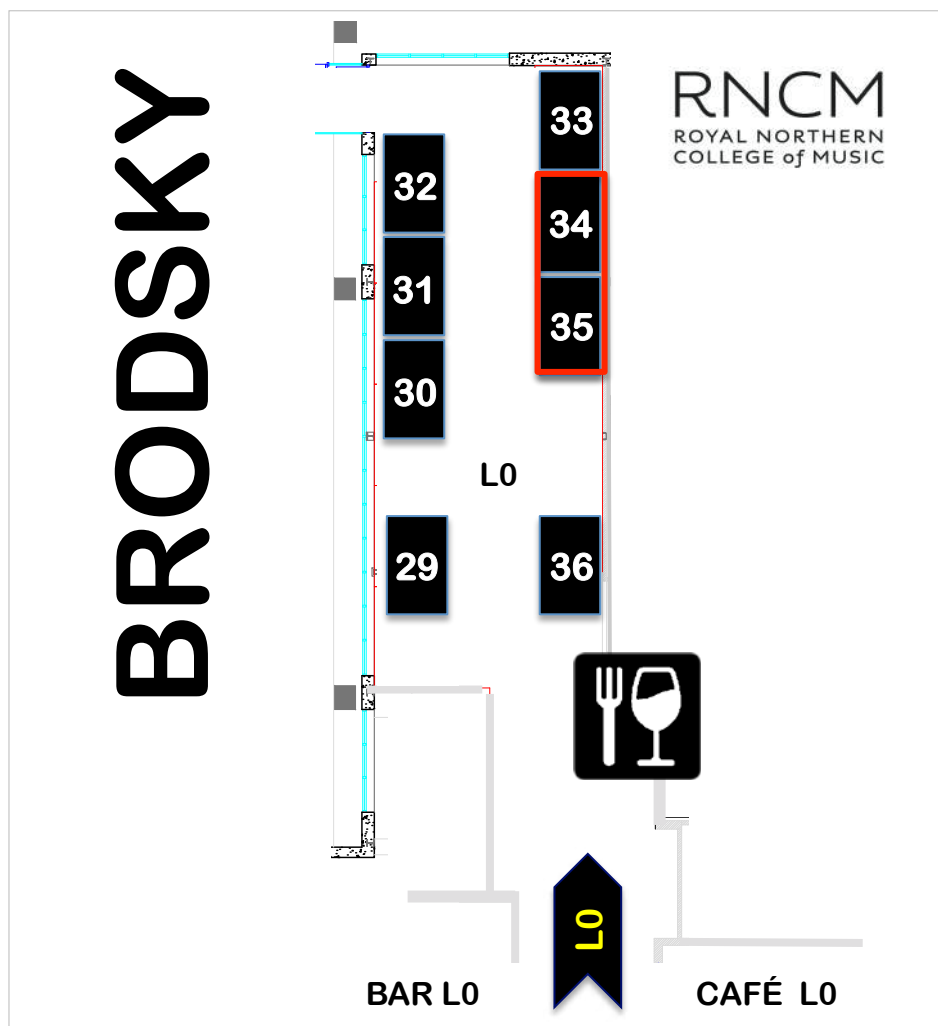 BRODSKY
RNCM
ROYAL NORTHERN
COLLEGE of MUSIC
33
32
34
31
35
30
L0
29
36
L0
BAR L0
CAFÉ L0